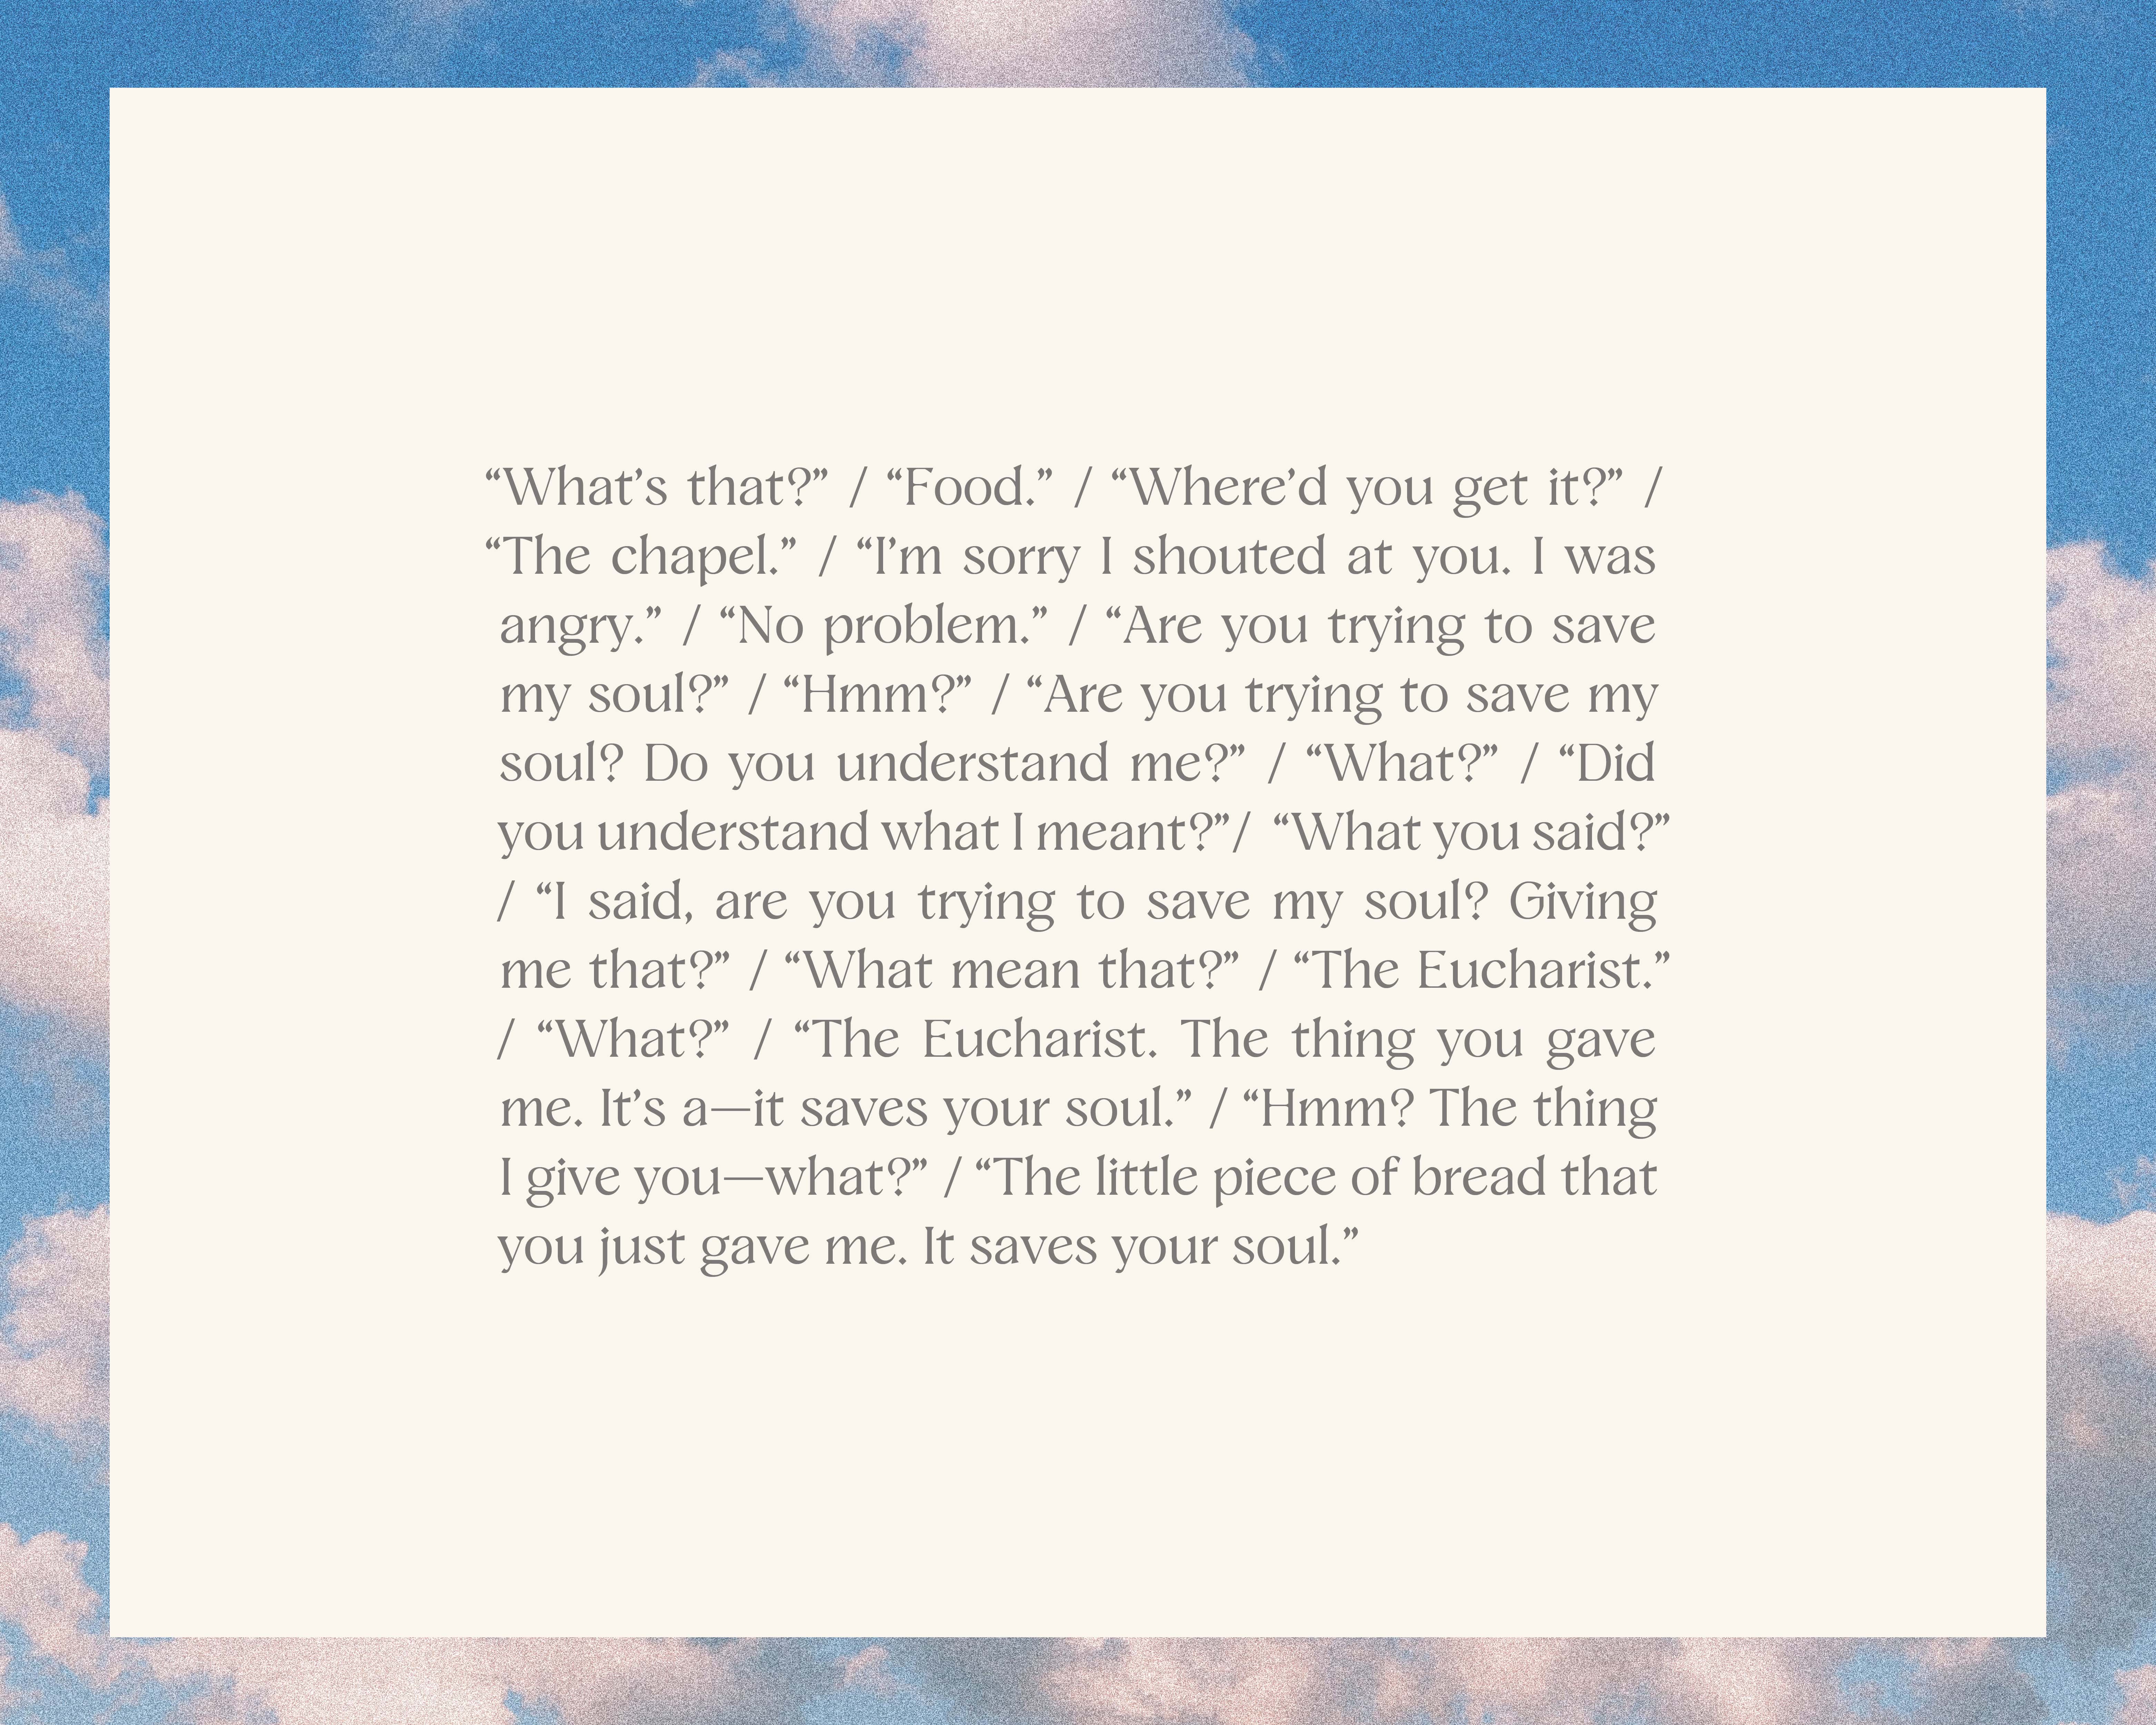 “What’s that?” / “Food.” / “Where’d you get it?” /
“The chapel.” / “I’m sorry I shouted at you. I was
angry.” / “No problem.” / “Are you trying to save
my soul?” / “Hmm?” / “Are you trying to save my
soul? Do you understand me?” / “What?” / “Did
you understand what I meant?”/ “What you said?”
/ “I said, are you trying to save my soul? Giving
me that?” / “What mean that?” / “The Eucharist.”
/ “What?” / “The Eucharist. The thing you gave
me. It’s a—it saves your soul.” / “Hmm? The thing
I give you—what?” / “The little piece of bread that
you just gave me. It saves your soul.”